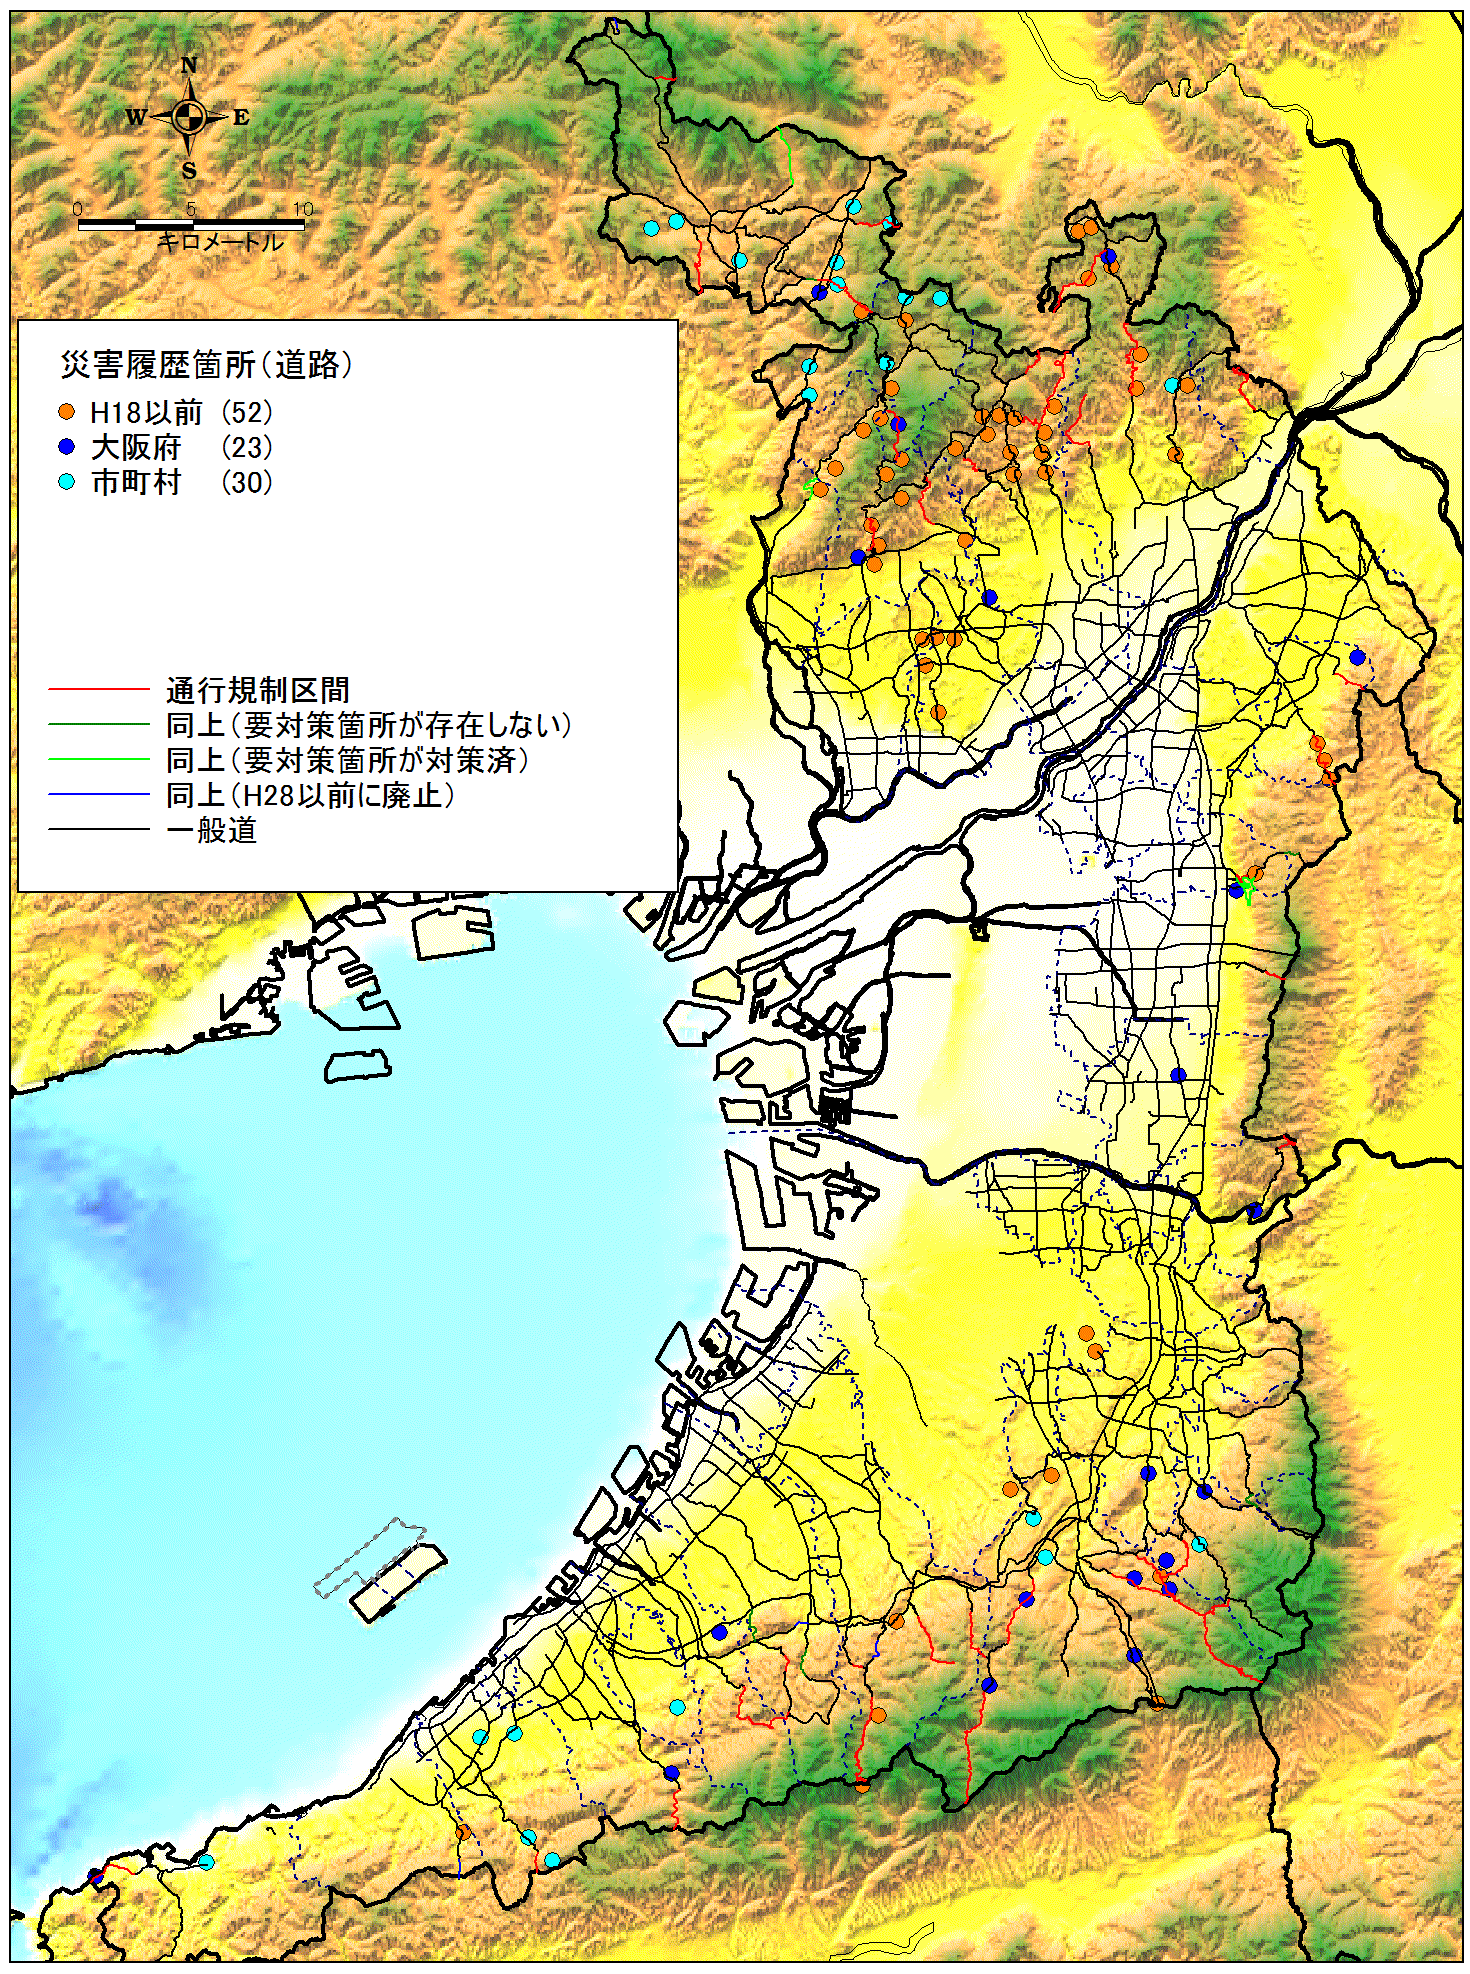 N
W E
S
0 5 10
キロメートル
災害履歴箇所（道路）
H18以前 （52）
大阪府 （23）
市町村 （30）
通行規制区間
同上（要対策箇所が存在しない）
同上（要対策箇所が対策済）
同上（H28以前に廃止）
一般道